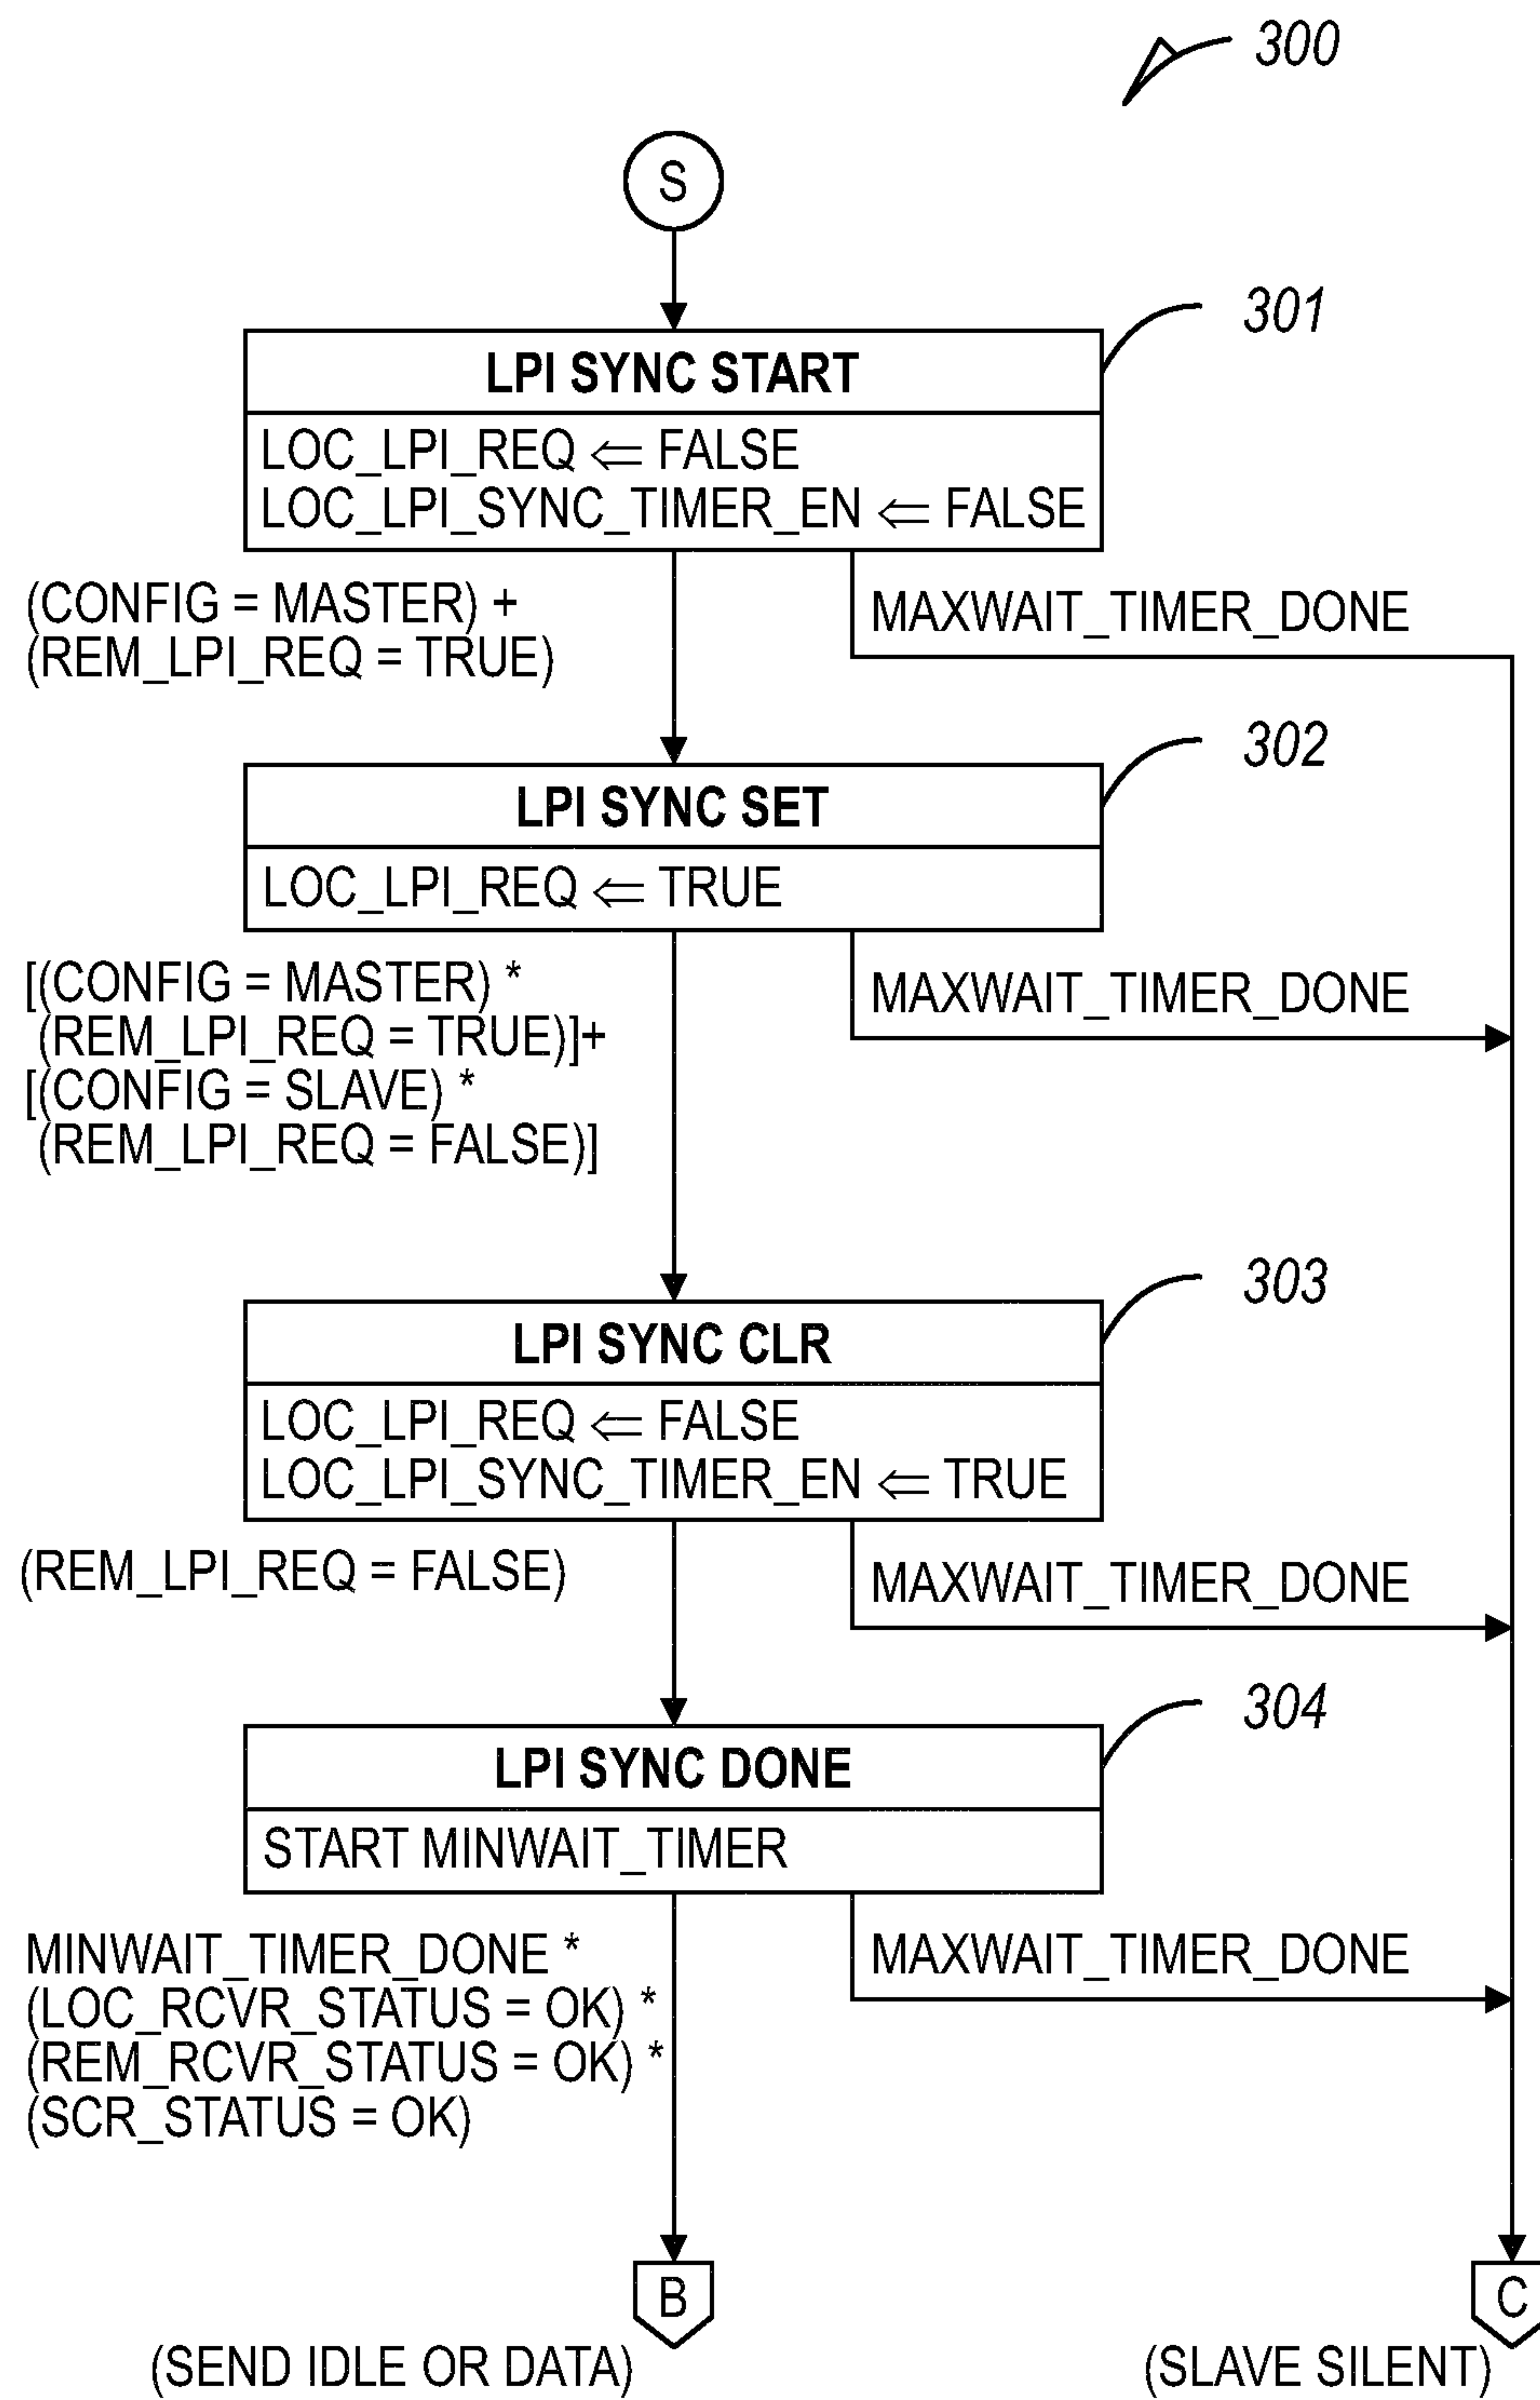 300
S
301
LPI SYNC START
LOC_LPI_REQ ⇐ FALSE
LOC_LPI_SYNC_TIMER_EN ⇐ FALSE
(CONFIG = MASTER) +
(REM_LPI_REQ = TRUE)
MAXWAIT_TIMER_DONE
302
LPI SYNC SET
LOC_LPI_REQ ⇐ TRUE
[(CONFIG = MASTER) *
(REM_LPI_REQ = TRUE)]+
[(CONFIG = SLAVE) *
(REM_LPI_REQ = FALSE)]
MAXWAIT_TIMER_DONE
303
LPI SYNC CLR
LOC_LPI_REQ ⇐ FALSE
LOC_LPI_SYNC_TIMER_EN ⇐ TRUE
(REM_LPI_REQ = FALSE)
MAXWAIT_TIMER_DONE
304
LPI SYNC DONE
START MINWAIT_TIMER
MINWAIT_TIMER_DONE *
(LOC_RCVR_STATUS = OK) *
(REM_RCVR_STATUS = OK) *
(SCR_STATUS = OK)
MAXWAIT_TIMER_DONE
B
C
(SEND IDLE OR DATA)
(SLAVE SILENT)